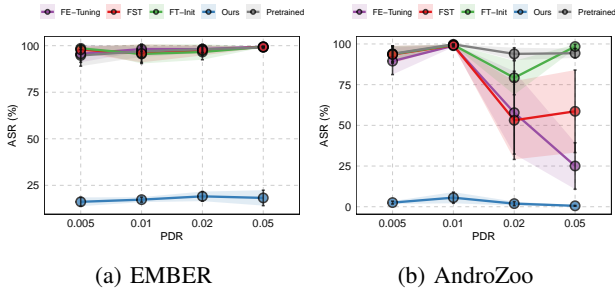 FE-Tuning FST FT-Init Ours Pretrained
ASR (%)
100
75
50
25
0.005 0.01 0.02 0.05
PDR
(a) EMBER
FE-Tuning FST FT-Init Ours Pretrained
ASR (%)
100
75
50
25
0
0.005 0.01 0.02 0.05
PDR
(b) AndroZoo